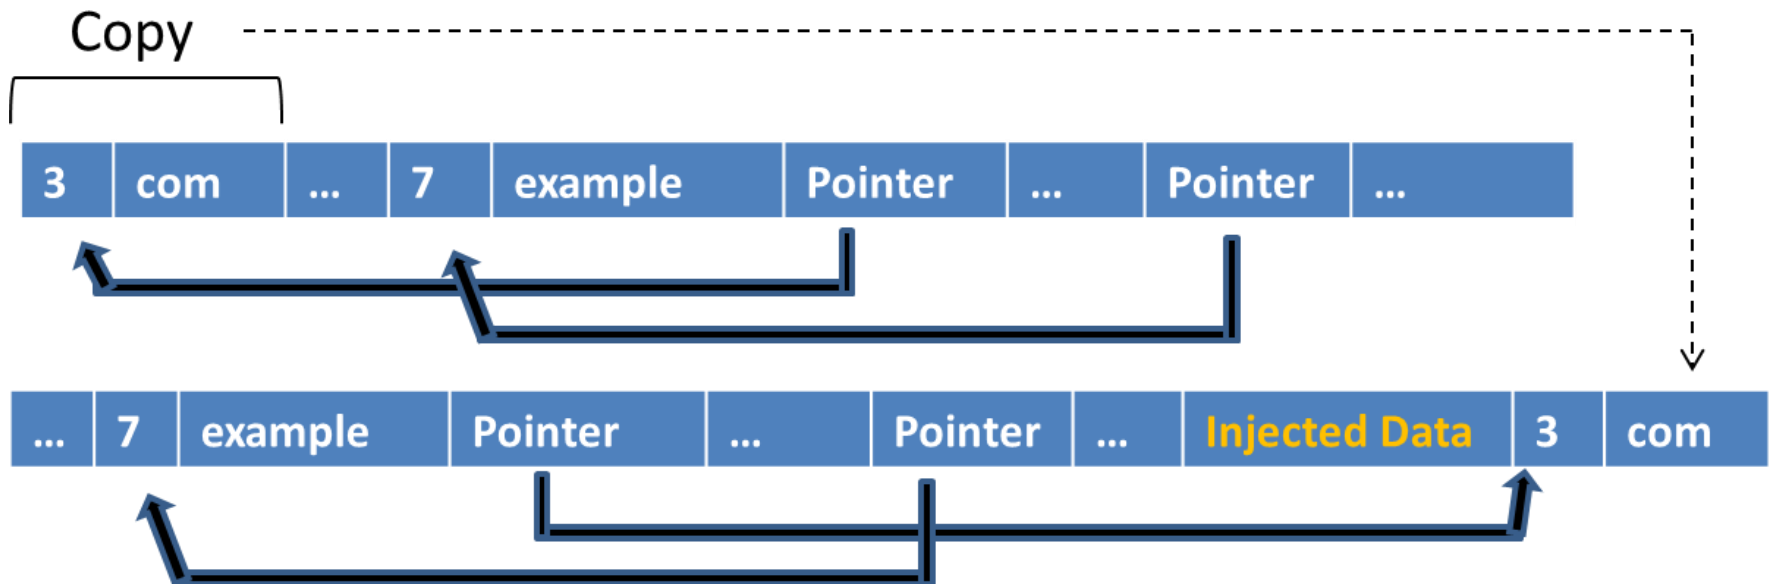 Copy
3 com ... 7 example Pointer ... Pointer ...
... 7 example Pointer ... Pointer ... Injected Data 3 com